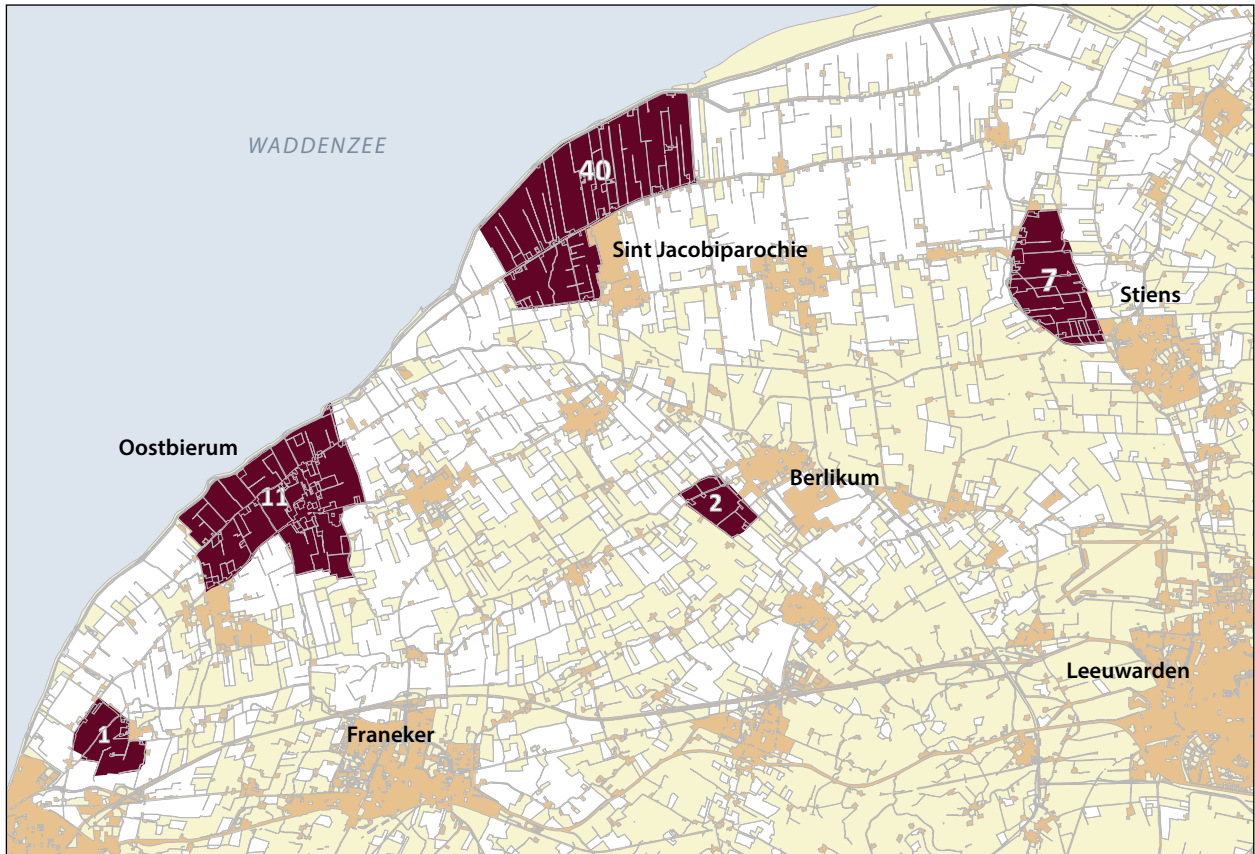 WADDENZEE
40
Sint Jacobiparochie
7
Stiens
Oostbierum
11
2
Berlikum
Leeuwarden
1
Franeker